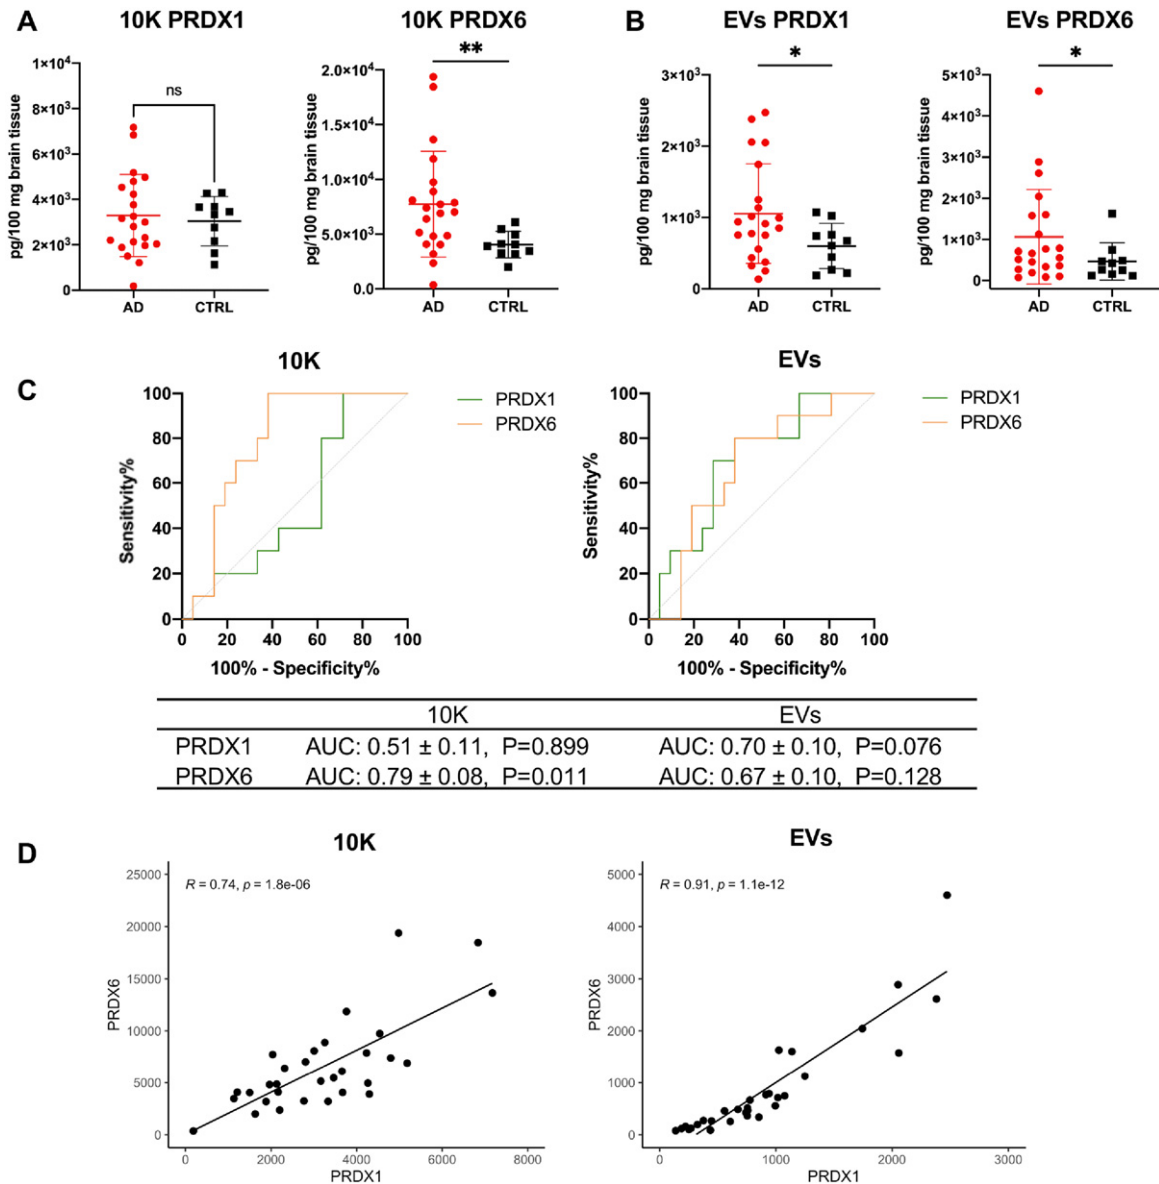 A
10K PRDX1
10K PRDX6
B
EVs PRDX1
EVs PRDX6
pg/100 mg brain tissue
1×10⁴
8×10³
6×10³
4×10³
2×10³
0
ns
AD
CTRL
pg/100 mg brain tissue
2.0×10⁴
1.5×10⁴
1.0×10⁴
5.0×10³
0.0
**
AD
CTRL
pg/100 mg brain tissue
3×10³
2×10³
1×10³
0
*
AD
CTRL
pg/100 mg brain tissue
5×10³
4×10³
3×10³
2×10³
1×10³
0
*
AD
CTRL
C
10K
Sensitivity%
100
80
60
40
20
0
0 20 40 60 80 100
100% - Specificity%
PRDX1
PRDX6
EVs
Sensitivity%
100
80
60
40
20
0
0 20 40 60 80 100
100% - Specificity%
PRDX1
PRDX6
10K EVs
PRDX1 AUC: 0.51 ± 0.11, P=0.899 AUC: 0.70 ± 0.10, P=0.076
PRDX6 AUC: 0.79 ± 0.08, P=0.011 AUC: 0.67 ± 0.10, P=0.128
D
10K
R = 0.74, p = 1.8e-06
PRDX6
25000
20000
15000
10000
5000
0
0 2000 4000 6000 8000
PRDX1
EVs
R = 0.91, p = 1.1e-12
PRDX6
5000
4000
3000
2000
1000
0
0 1000 2000 3000
PRDX1